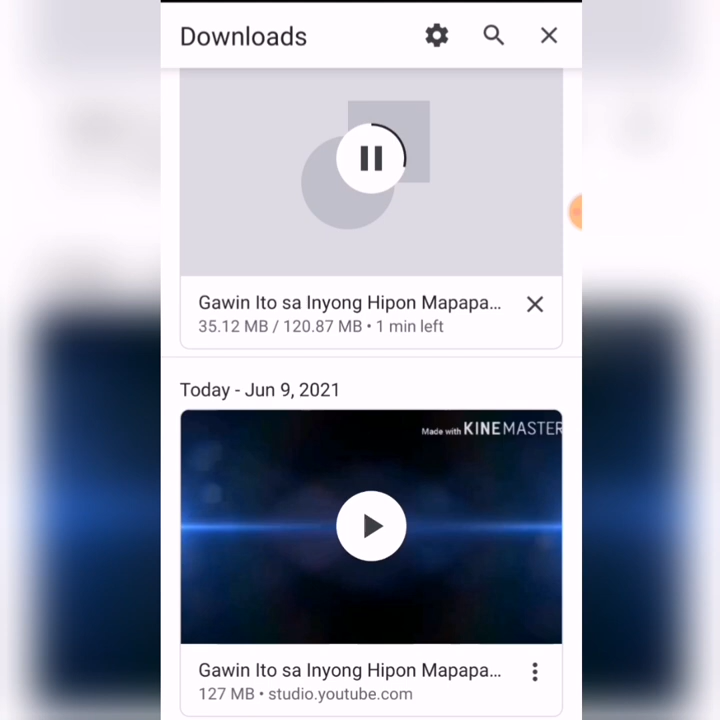 Downloads
Gawin Ito sa Inyong Hipon Mapapa...
35.12 MB / 120.87 MB • 1 min left
Today - Jun 9, 2021
Made with KINEMASTER
Gawin Ito sa Inyong Hipon Mapapa...
127 MB • studio.youtube.com